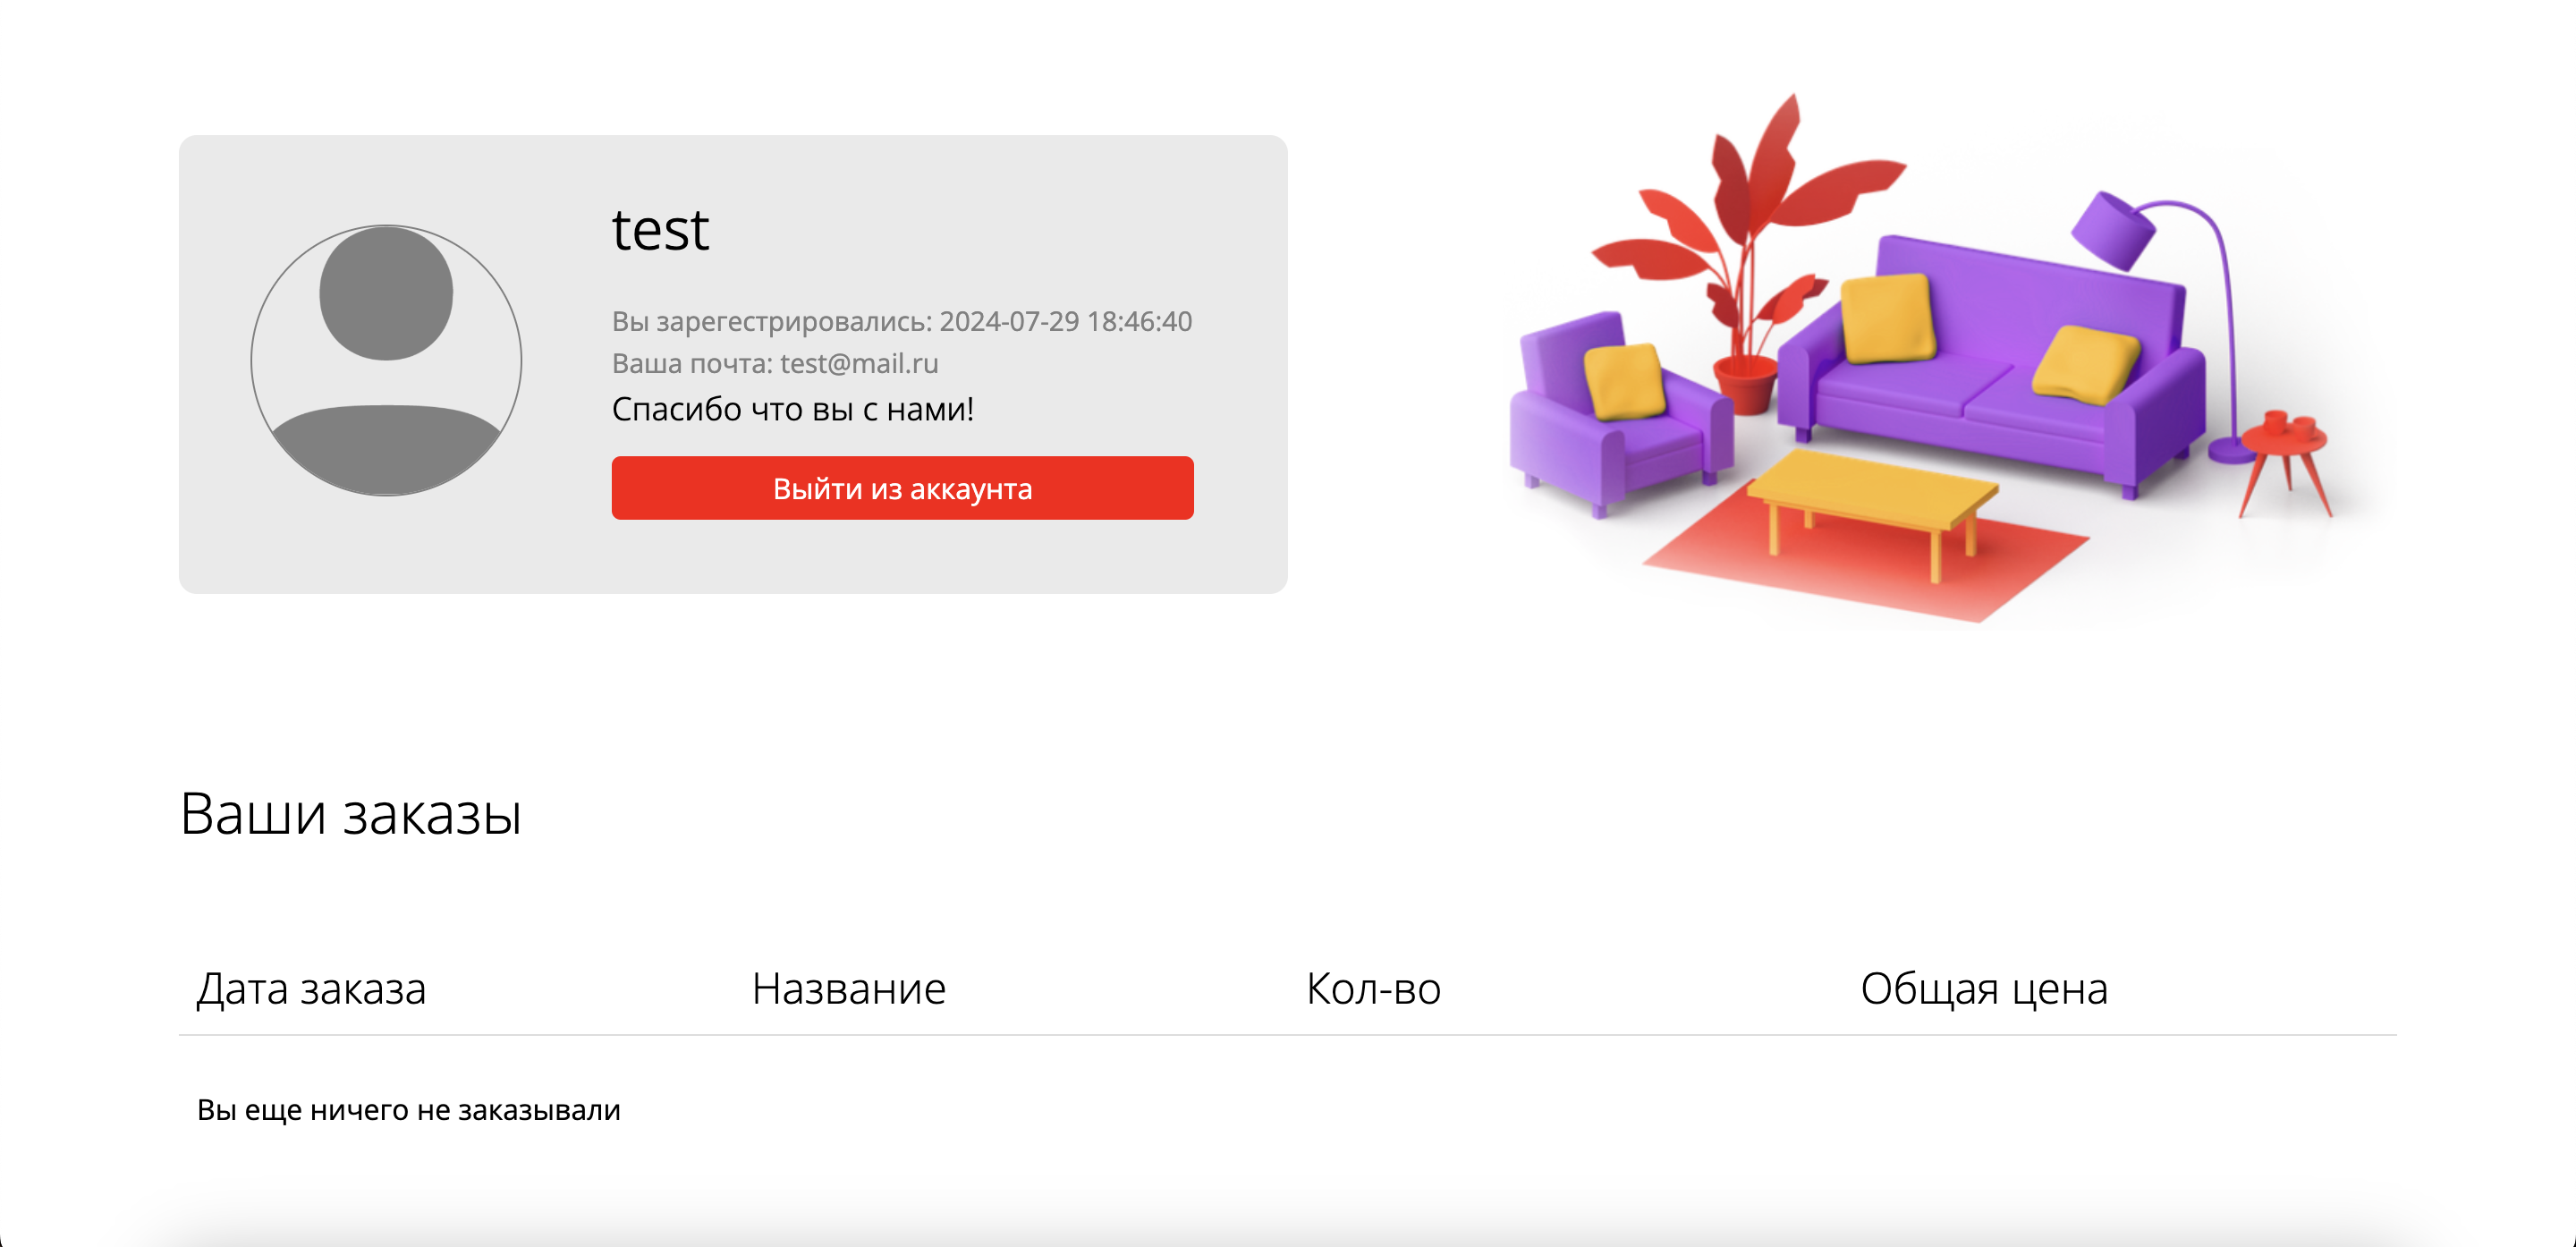 test
Вы зарегестрировались: 2024-07-29 18:46:40
Ваша почта: test@mail.ru
Спасибо что вы с нами!
Выйти из аккаунта
Ваши заказы
Дата заказа Название Кол-во Общая цена
Вы еще ничего не заказывали